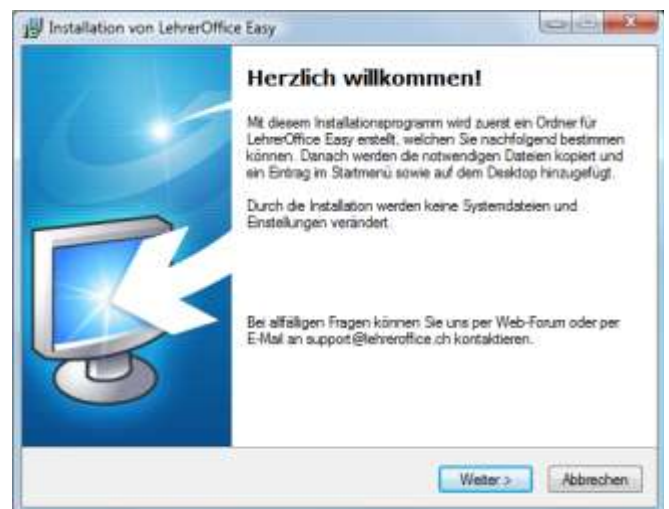 Installation von LehrerOffice Easy
Herzlich willkommen!
Mit diesem Installationsprogramm wird zuerst ein Ordner für
LehrerOffice Easy erstellt, welchen Sie nachfolgend bestimmen
können. Danach werden die notwendigen Dateien kopiert und
ein Eintrag im Startmenü sowie auf dem Desktop hinzugefügt.
Durch die Installation werden keine Systemdateien und
Einstellungen verändert
Bei allfälligen Fragen können Sie uns per Web-Forum oder per
E-Mail an support@lehreroffice.ch kontaktieren.
Weiter >
Abbrechen